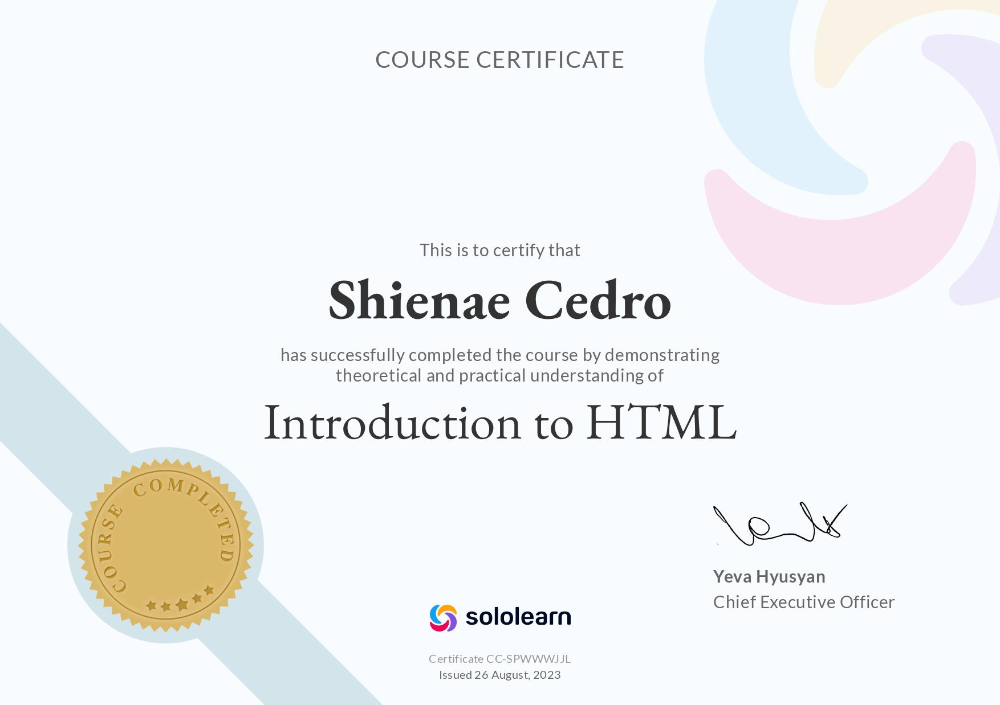 COURSE CERTIFICATE
This is to certify that
Shienae Cedro
has successfully completed the course by demonstrating
theoretical and practical understanding of
Introduction to HTML
COURSE COMPLETED
Yeva Hyusyan
Chief Executive Officer
sololearn
Certificate CC-SPWWWJJL
Issued 26 August, 2023